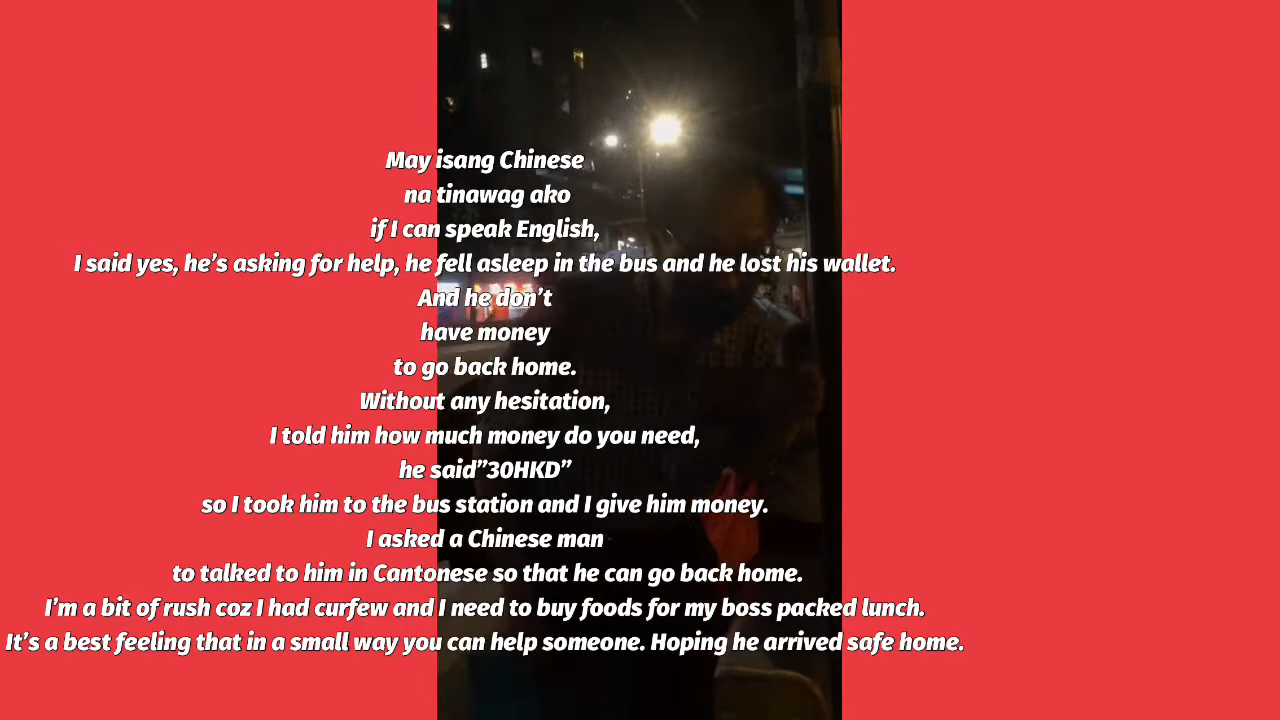 May isang Chinese
na tinawag ako
if I can speak English,
I said yes, he’s asking for help, he fell asleep in the bus and he lost his wallet.
And he don’t
have money
to go back home.
Without any hesitation,
I told him how much money do you need,
he said”30HKD”
so I took him to the bus station and I give him money.
I asked a Chinese man
to talked to him in Cantonese so that he can go back home.
I’m a bit of rush coz I had curfew and I need to buy foods for my boss packed lunch.
It’s a best feeling that in a small way you can help someone. Hoping he arrived safe home.